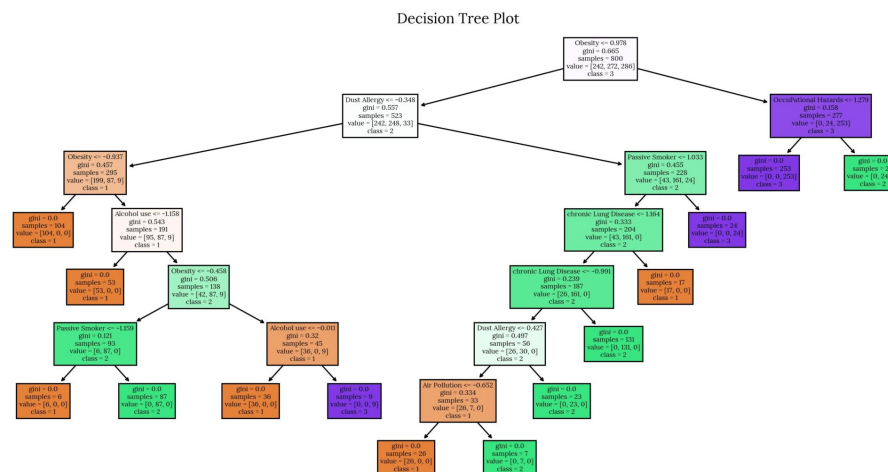 Decision Tree Plot
Obesity <= 0.978
gini = 0.665
samples = 800
value = [242, 272, 286]
class = 3
Dust Allergy <= -0.348
gini = 0.557
samples = 523
value = [242, 248, 33]
class = 2
OccuPational Hazards <= 1.279
gini = 0.158
samples = 277
value = [0, 24, 253]
class = 3
Obesity <= -0.937
gini = 0.457
samples = 295
value = [199, 87, 9]
class = 1
Passive Smoker <= 1.033
gini = 0.455
samples = 228
value = [43, 161, 24]
class = 2
gini = 0.0
samples = 253
value = [0, 0, 253]
class = 3
gini = 0.0
samples = 2
value = [0, 24
class = 2
gini = 0.0
samples = 104
value = [104, 0, 0]
class = 1
Alcohol use <= -1.158
gini = 0.543
samples = 191
value = [95, 87, 9]
class = 1
chronic Lung Disease <= 1.164
gini = 0.333
samples = 204
value = [43, 161, 0]
class = 2
gini = 0.0
samples = 24
value = [0, 0, 24]
class = 3
gini = 0.0
samples = 53
value = [53, 0, 0]
class = 1
Obesity <= -0.458
gini = 0.506
samples = 138
value = [42, 87, 9]
class = 2
chronic Lung Disease <= -0.991
gini = 0.239
samples = 187
value = [26, 161, 0]
class = 2
gini = 0.0
samples = 17
value = [17, 0, 0]
class = 1
Passive Smoker <= -1.159
gini = 0.121
samples = 93
value = [6, 87, 0]
class = 2
Alcohol use <= -0.011
gini = 0.32
samples = 45
value = [36, 0, 9]
class = 1
Dust Allergy <= 0.427
gini = 0.497
samples = 56
value = [26, 30, 0]
class = 2
gini = 0.0
samples = 131
value = [0, 131, 0]
class = 2
gini = 0.0
samples = 6
value = [6, 0, 0]
class = 1
gini = 0.0
samples = 87
value = [0, 87, 0]
class = 2
gini = 0.0
samples = 36
value = [36, 0, 0]
class = 1
gini = 0.0
samples = 9
value = [0, 0, 9]
class = 3
Air Pollution <= -0.652
gini = 0.334
samples = 33
value = [26, 7, 0]
class = 1
gini = 0.0
samples = 23
value = [0, 23, 0]
class = 2
gini = 0.0
samples = 26
value = [26, 0, 0]
class = 1
gini = 0.0
samples = 7
value = [0, 7, 0]
class = 2